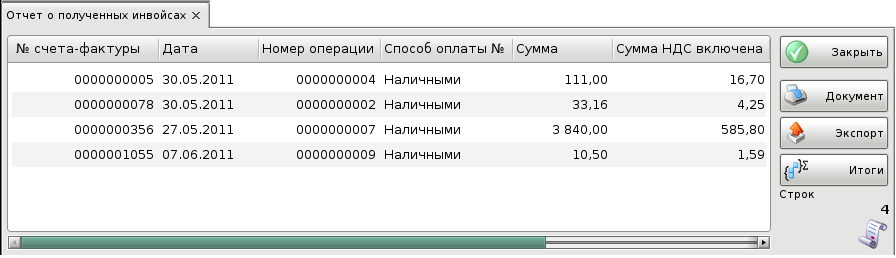 Отчет о полученных инвойсах ×
№ счета-фактуры Дата Номер операции Способ оплаты № Сумма Сумма НДС включена
0000000005 30.05.2011 0000000004 Наличными 111,00 16,70
0000000078 30.05.2011 0000000002 Наличными 33,16 4,25
0000000356 27.05.2011 0000000007 Наличными 3 840,00 585,80
0000001055 07.06.2011 0000000009 Наличными 10,50 1,59
Закрыть
Документ
Экспорт
{}Σ Итоги
Строк
4